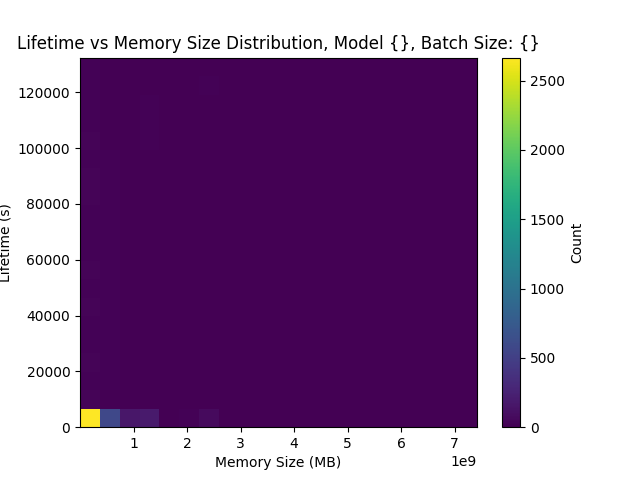 Lifetime vs Memory Size Distribution, Model {}, Batch Size: {}
120000
100000
80000
60000
40000
20000
0
Lifetime (s)
1 2 3 4 5 6 7
1e9
Memory Size (MB)
2500
2000
1500
1000
500
0
Count